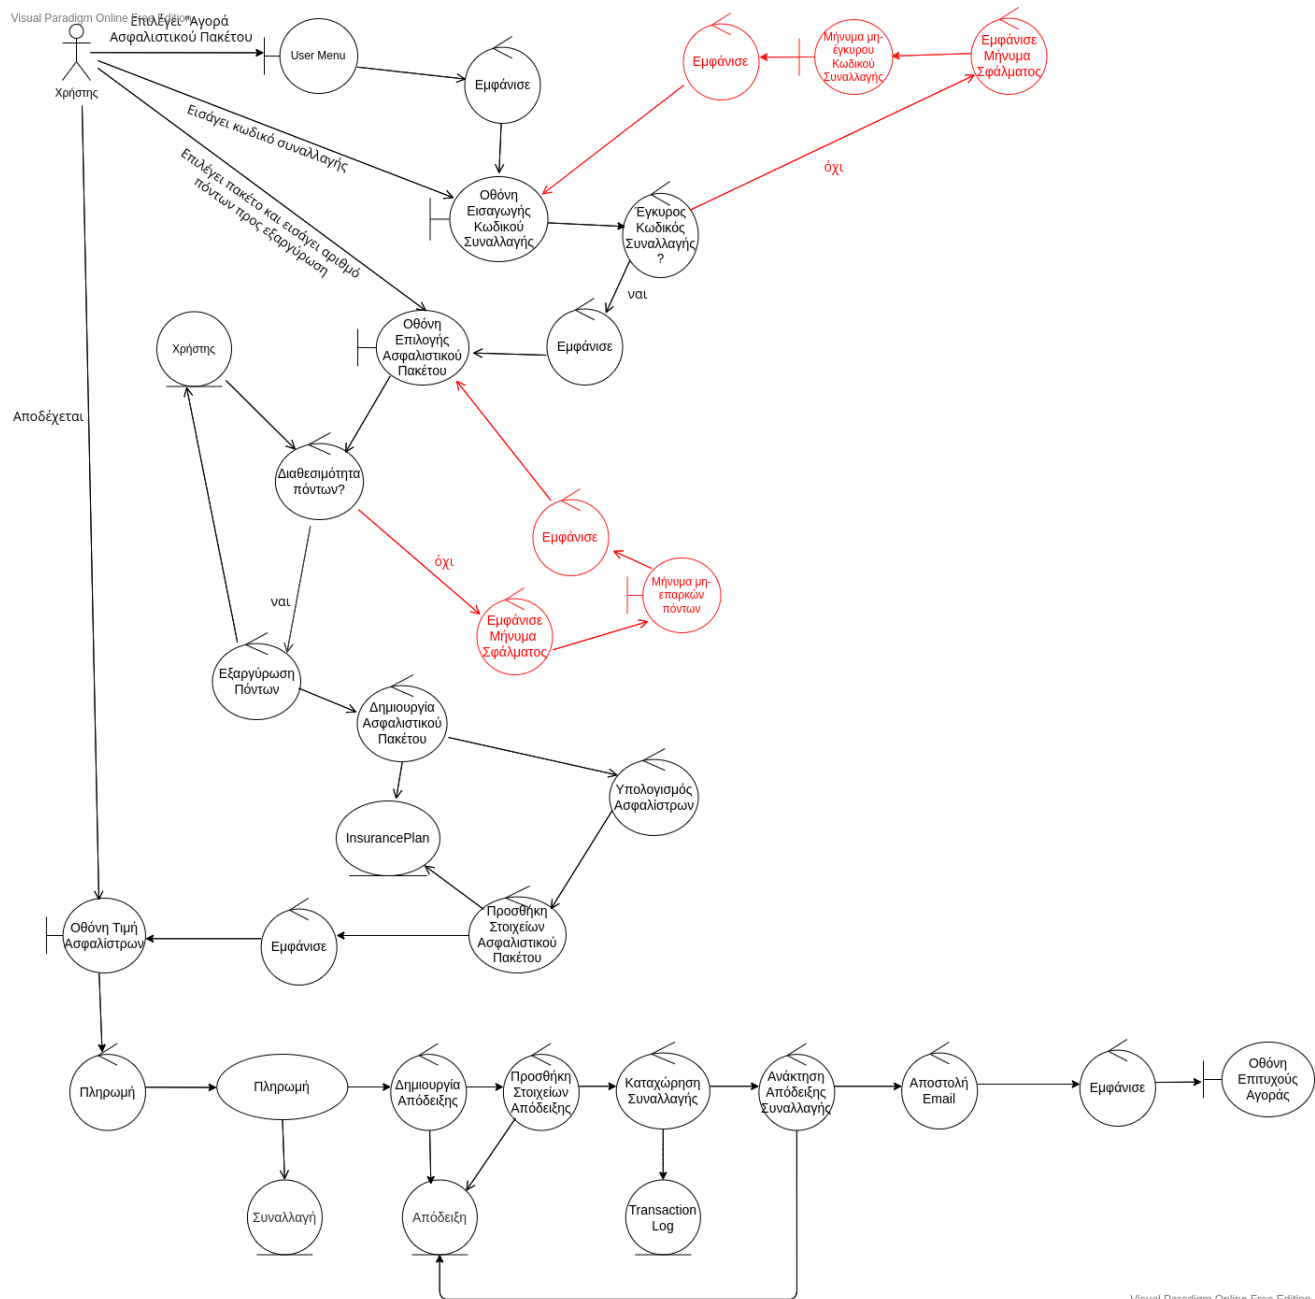 Visual Paradigm Online Free Edition
Επιλέγει "Αγορά
Ασφαλιστικού Πακέτου
Χρήστης
User Menu
Εμφάνισε
Εμφάνισε
Μήνυμα μη-
έγκυρου
Κωδικού
Συναλλαγής
Εμφάνισε
Μήνυμα
Σφάλματος
Εισάγει κωδικό συναλλαγής
Επιλέγει πακέτο και εισάγει αριθμό
πόντων προς εξαργύρωση
όχι
Οθόνη
Εισαγωγής
Κωδικού
Συναλλαγής
Έγκυρος
Κωδικός
Συναλλαγής
?
ναι
Χρήστης
Οθόνη
Επιλογής
Ασφαλιστικού
Πακέτου
Εμφάνισε
Αποδέχεται
Διαθεσιμότητα
πόντων?
όχι
Εμφάνισε
Μήνυμα μη-
επαρκών
πόντων
ναι
Εμφάνισε
Μήνυμα
Σφάλματος
Εξαργύρωση
Πόντων
Δημιουργία
Ασφαλιστικού
Πακέτου
Υπολογισμός
Ασφαλίστρων
InsurancePlan
Οθόνη Τιμή
Ασφαλίστρων
Εμφάνισε
Προσθήκη
Στοιχείων
Ασφαλιστικού
Πακέτου
Πληρωμή
Πληρωμή
Δημιουργία
Απόδειξης
Προσθήκη
Στοιχείων
Απόδειξης
Καταχώρηση
Συναλλαγής
Ανάκτηση
Απόδειξης
Συναλλαγής
Αποστολή
Email
Εμφάνισε
Οθόνη
Επιτυχούς
Αγοράς
Συναλλαγή
Απόδειξη
Transaction
Log
Visual Paradigm Online Free Edition